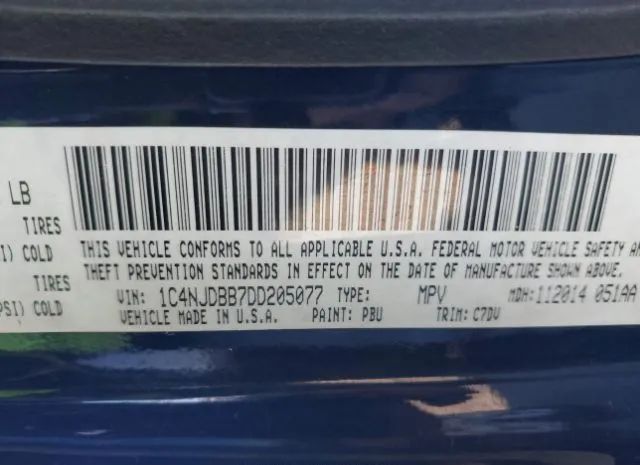 LB
TIRES
I) COLD
PSI) COLD
THIS VEHICLE CONFORMS TO ALL APPLICABLE U.S.A. FEDERAL MOTOR VEHICLE SAFETY AN
THEFT PREVENTION STANDARDS IN EFFECT ON THE DATE OF MANUFACTURE SHOWN ABOVE.
VIN: 1C4NJDBB7DD205077 TYPE: MPV MDH:112014 051AA
VEHICLE MADE IN U.S.A. PAINT: PBU TRIM: C7DV